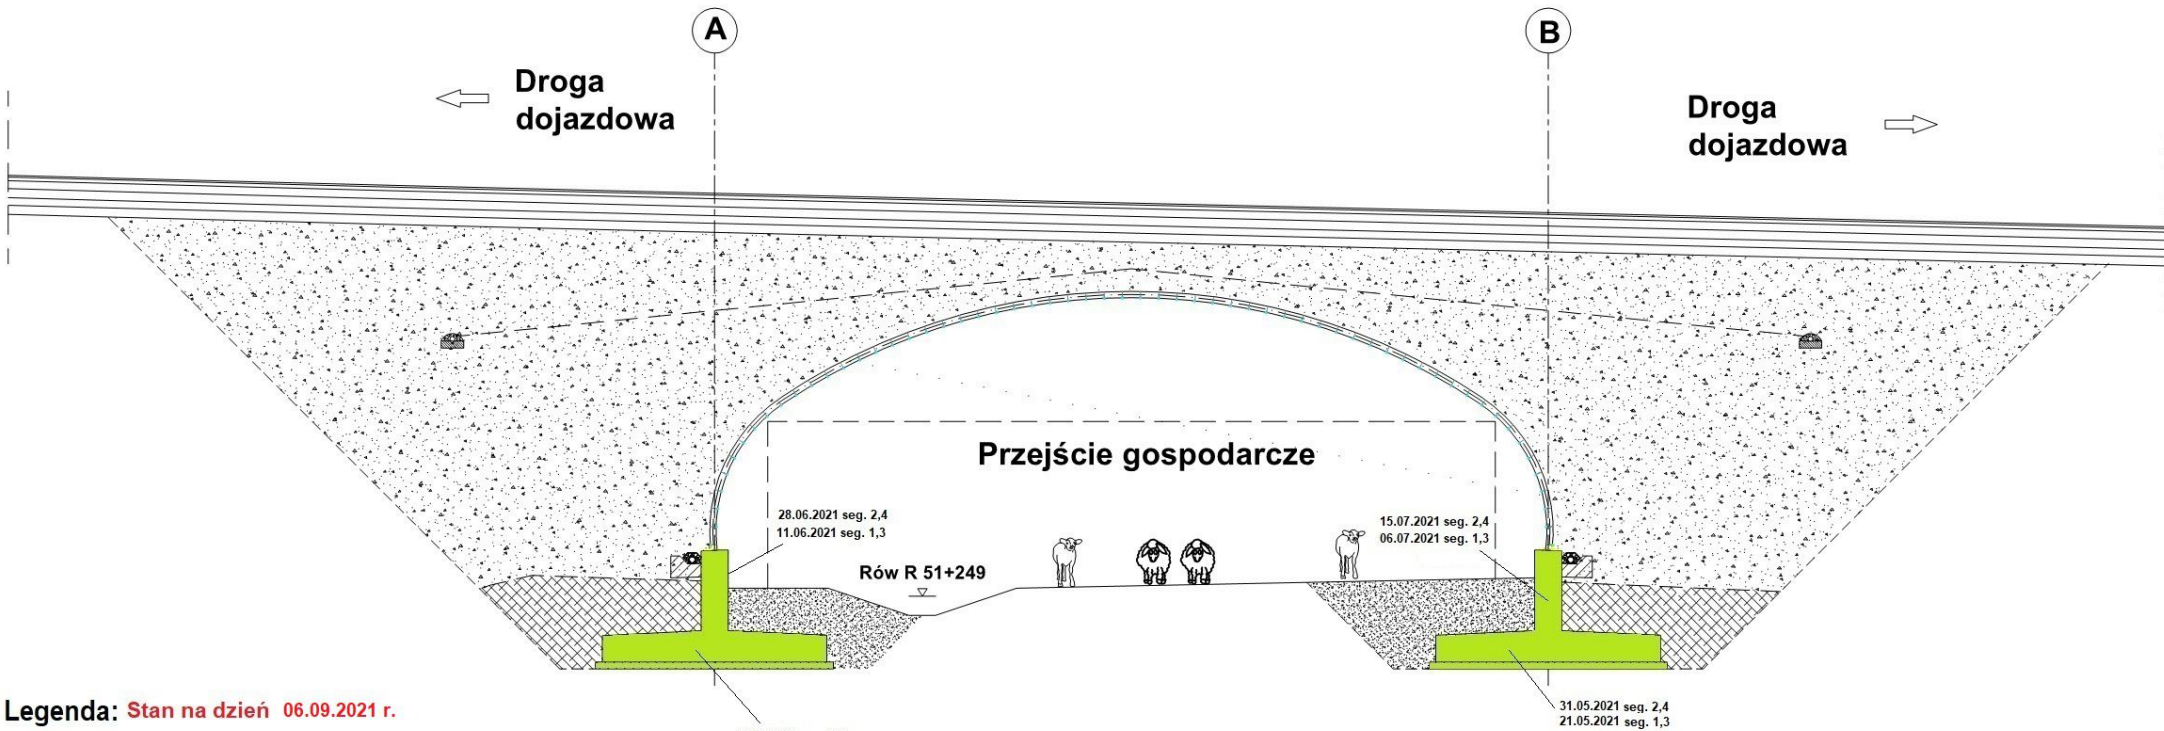 A
B
Droga
dojazdowa
Droga
dojazdowa
Przejście gospodarcze
28.06.2021 seg. 2,4
11.06.2021 seg. 1,3
15.07.2021 seg. 2,4
06.07.2021 seg. 1,3
Rów R 51+249
31.05.2021 seg. 2,4
21.05.2021 seg. 1,3
Legenda: Stan na dzień 06.09.2021 r.